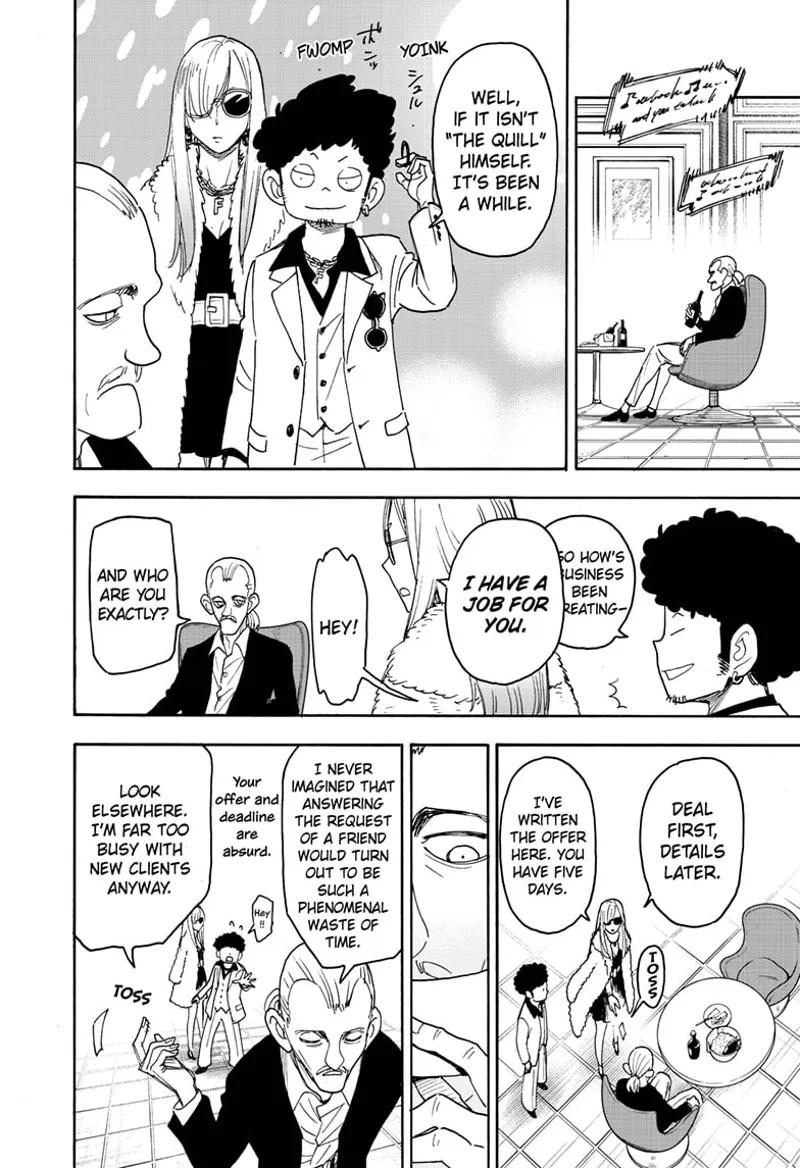 WELL,
IF IT ISN'T
"THE QUILL"
HIMSELF.
IT'S BEEN
A WHILE.
YOINK
シュル
FWOMP
ボンッ
SO HOW'S
BUSINESS
BEEN
TREATING–
I HAVE A
JOB FOR
YOU.
HEY!
AND WHO
ARE YOU
EXACTLY?
DEAL
FIRST,
DETAILS
LATER.
I'VE
WRITTEN
THE OFFER
HERE. YOU
HAVE FIVE
DAYS.
TOSS
I NEVER
IMAGINED THAT
ANSWERING
THE REQUEST
OF A FRIEND
WOULD TURN
OUT TO BE
SUCH A
PHENOMENAL
WASTE OF
TIME.
Your
offer and
deadline
are
absurd.
LOOK
ELSEWHERE.
I'M FAR TOO
BUSY WITH
NEW CLIENTS
ANYWAY.
Hey
!!
TOSS
F
F